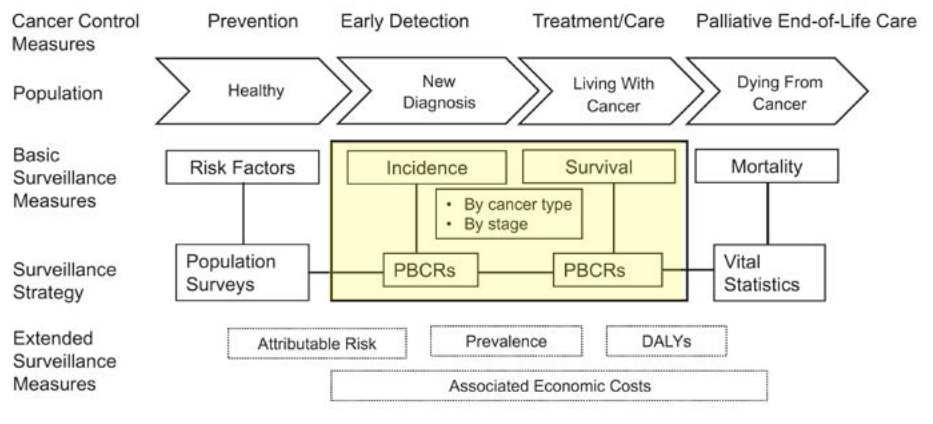 Cancer Control
Measures
Prevention
Early Detection
Treatment/Care
Palliative End-of-Life Care
Population
Healthy
New
Diagnosis
Living With
Cancer
Dying From
Cancer
Basic
Surveillance
Measures
Risk Factors
Incidence
Survival
Mortality
• By cancer type
• By stage
Surveillance
Strategy
Population
Surveys
PBCRs
PBCRs
Vital
Statistics
Extended
Surveillance
Measures
Attributable Risk
Prevalence
DALYs
Associated Economic Costs